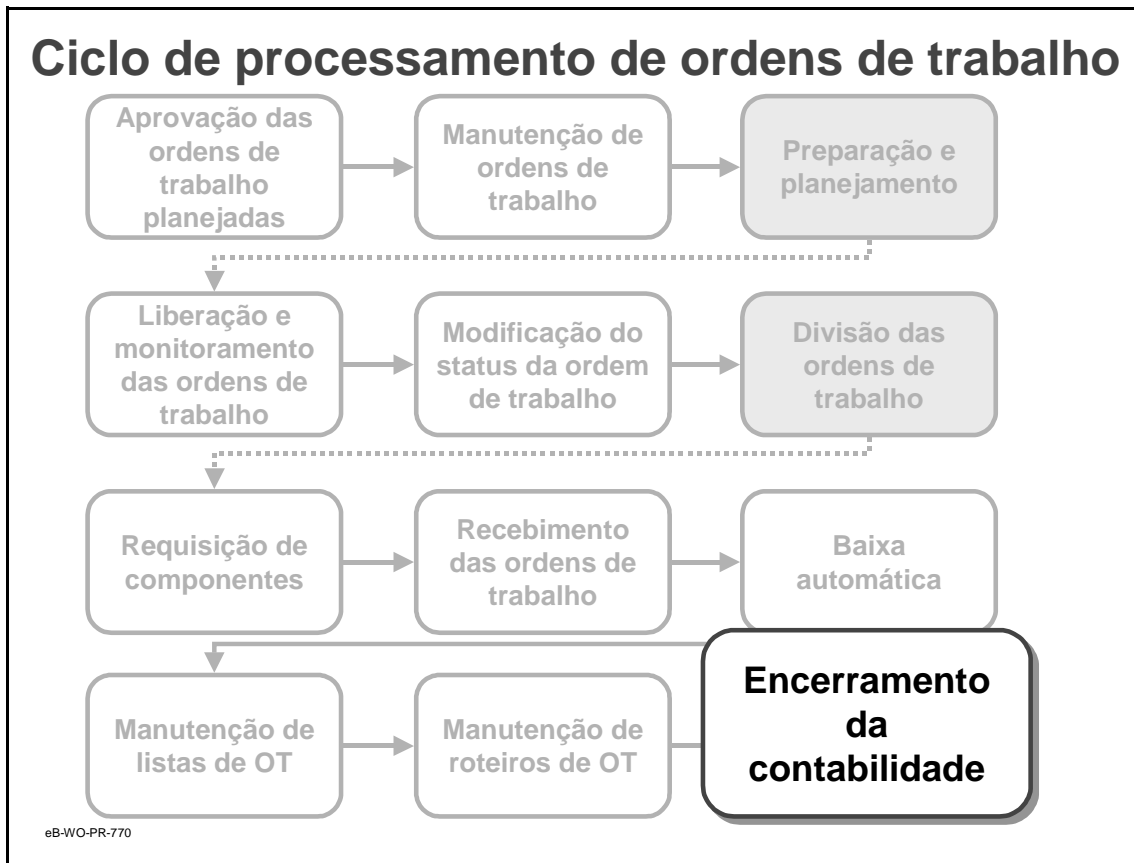 Ciclo de processamento de ordens de trabalho
Aprovação das
ordens de
trabalho
planejadas
Manutenção de
ordens de
trabalho
Preparação e
planejamento
Liberação e
monitoramento
das ordens de
trabalho
Modificação do
status da ordem
de trabalho
Divisão das
ordens de
trabalho
Requisição de
componentes
Recebimento
das ordens de
trabalho
Baixa
automática
Manutenção de
listas de OT
Manutenção de
roteiros de OT
Encerramento
da
contabilidade
eB-WO-PR-770